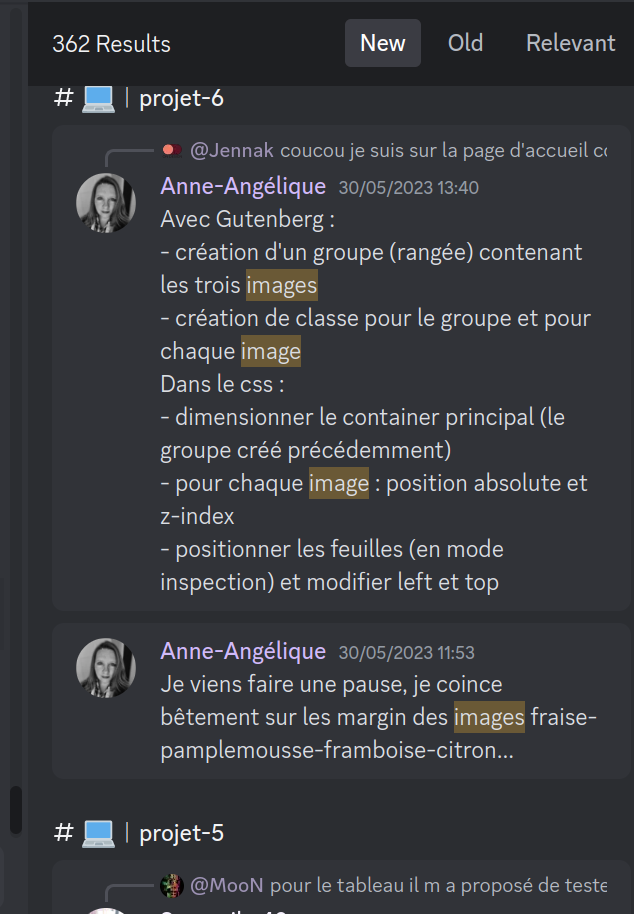 362 Results
New
Old
Relevant
# | projet-6
@Jennak coucou je suis sur la page d'accueil
Anne-Angélique 30/05/2023 13:40
Avec Gutenberg :
- création d'un groupe (rangée) contenant
les trois images
- création de classe pour le groupe et pour
chaque image
Dans le css :
- dimensionner le container principal (le
groupe créé précédemment)
- pour chaque image : position absolute et
z-index
- positionner les feuilles (en mode
inspection) et modifier left et top
Anne-Angélique 30/05/2023 11:53
Je viens faire une pause, je coince
bêtement sur les margin des images fraise-
pamplemousse-framboise-citron...
# | projet-5
@MooN pour le tableau il m a proposé de teste